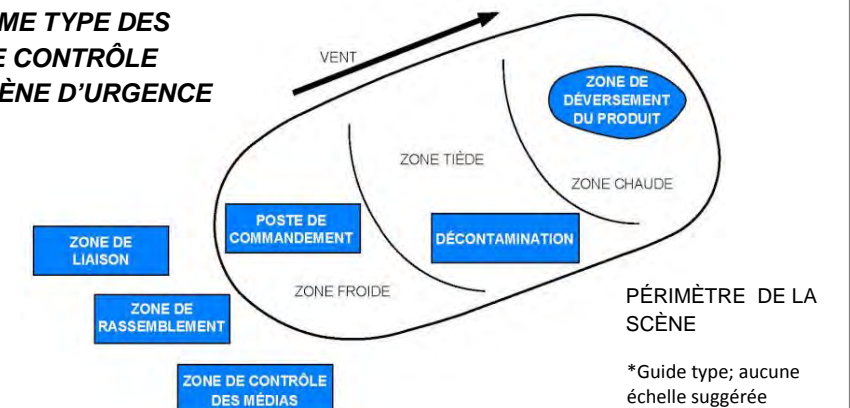 ME TYPE DES
E CONTRÔLE
ÈNE D'URGENCE
VENT
ZONE DE
DÉVERSEMENT
DU PRODUIT
ZONE TIÈDE
ZONE CHAUDE
POSTE DE
COMMANDEMENT
DÉCONTAMINATION
ZONE DE
LIAISON
ZONE FROIDE
ZONE DE
RASSEMBLEMENT
PÉRIMÈTRE DE LA
SCÈNE
ZONE DE CONTRÔLE
DES MÉDIAS
*Guide type; aucune
échelle suggérée